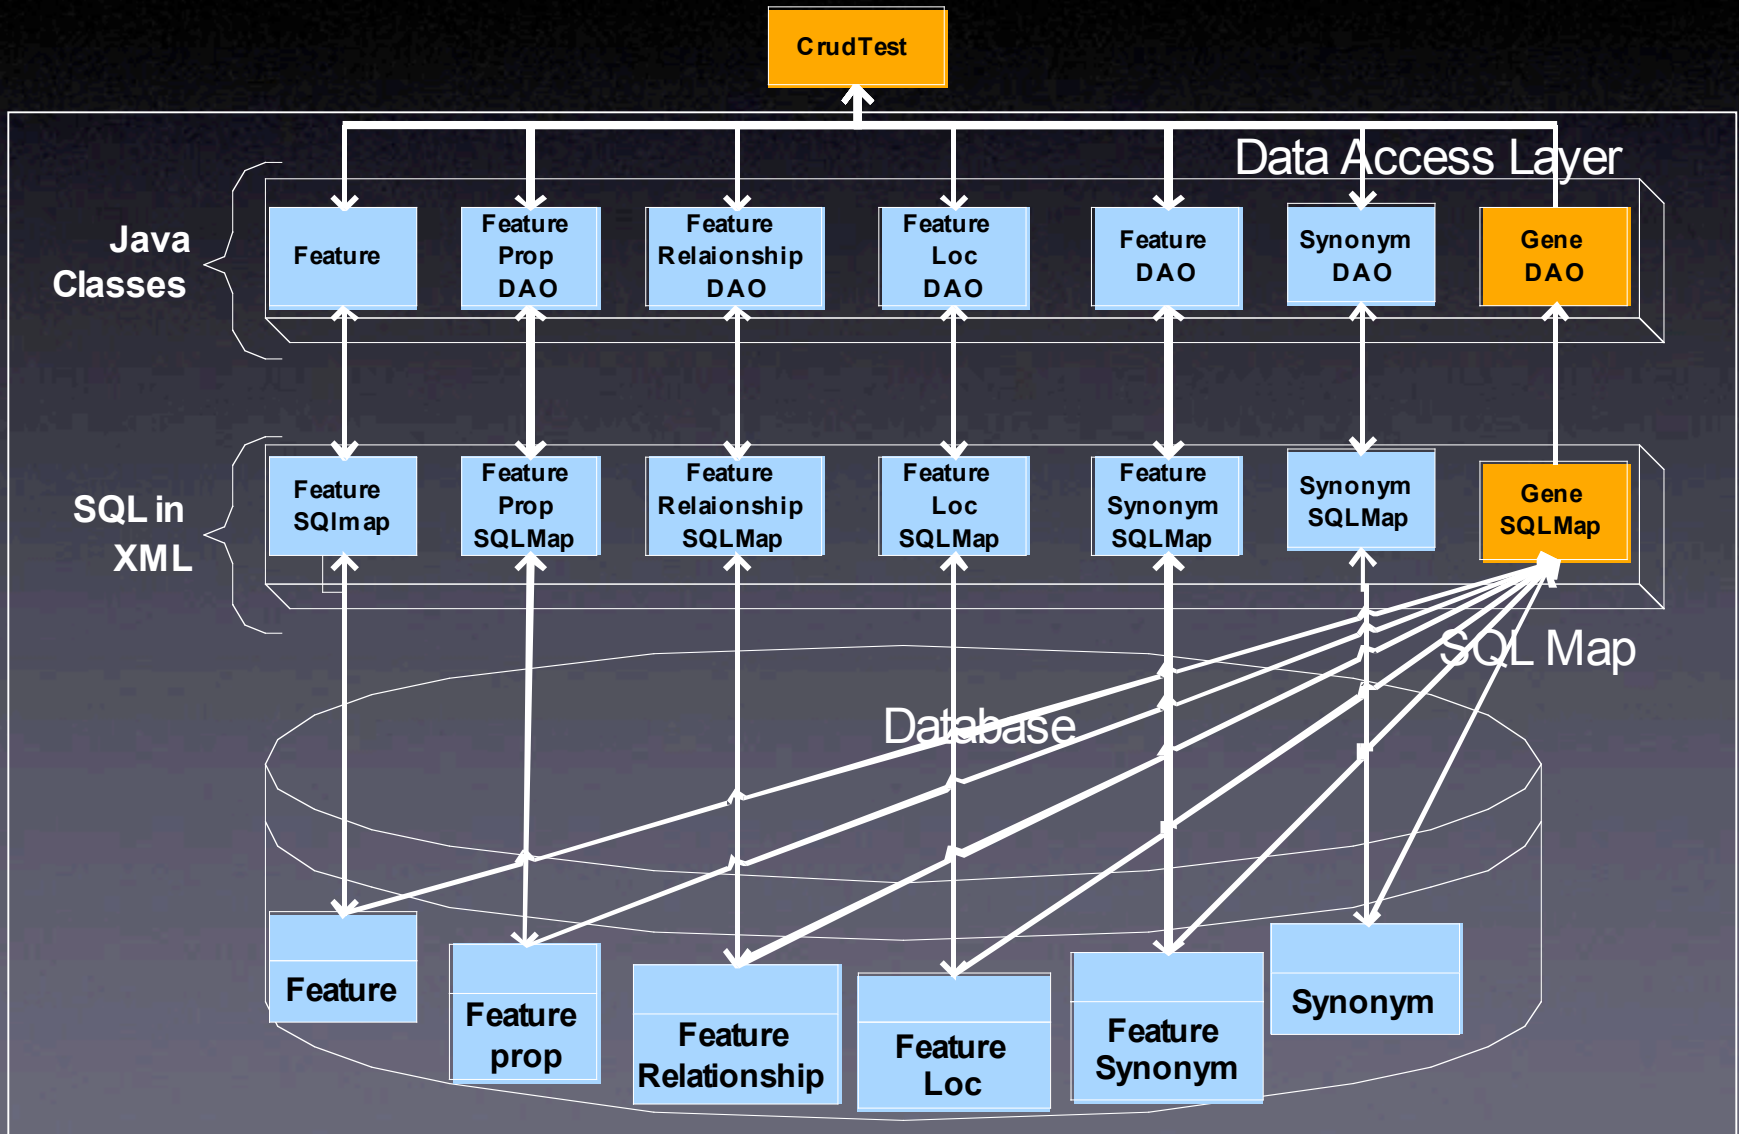 CrudTest
Data Access Layer
Java
Classes
Feature
Feature
Prop
DAO
Feature
Relaionship
DAO
Feature
Loc
DAO
Feature
DAO
Synonym
DAO
Gene
DAO
SQL in
XML
Feature
SQlmap
Feature
Prop
SQLMap
Feature
Relaionship
SQLMap
Feature
Loc
SQLMap
Feature
Synonym
SQLMap
Synonym
SQLMap
Gene
SQLMap
SQL Map
Database
Feature
Feature
prop
Feature
Relationship
Feature
Loc
Feature
Synonym
Synonym